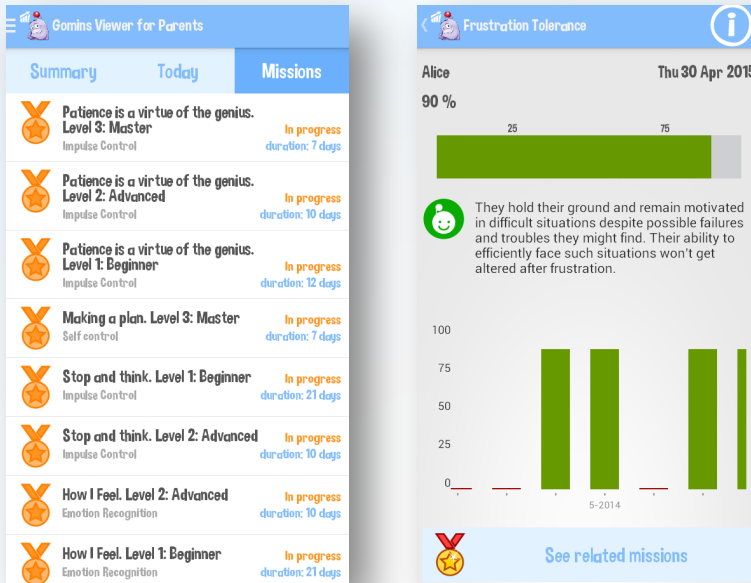 Gomins Viewer for Parents
Summary
Today
Missions
Patience is a virtue of the genius.
Level 3: Master
Impulse Control
In progress
duration: 7 days
Patience is a virtue of the genius.
Level 2: Advanced
Impulse Control
In progress
duration: 10 days
Patience is a virtue of the genius.
Level 1: Beginner
Impulse Control
In progress
duration: 12 days
Making a plan. Level 3: Master
Self control
In progress
duration: 7 days
Stop and think. Level 1: Beginner
Impulse Control
In progress
duration: 21 days
Stop and think. Level 2: Advanced
Impulse Control
In progress
duration: 10 days
How I Feel. Level 2: Advanced
Emotion Recognition
In progress
duration: 10 days
How I Feel. Level 1: Beginner
Emotion Recognition
In progress
duration: 21 days
Frustration Tolerance
i
Alice
Thu 30 Apr 2015
90 %
25
75
They hold their ground and remain motivated
in difficult situations despite possible failures
and troubles they might find. Their ability to
efficiently face such situations won't get
altered after frustration.
100
75
50
25
0
5-2014
See related missions